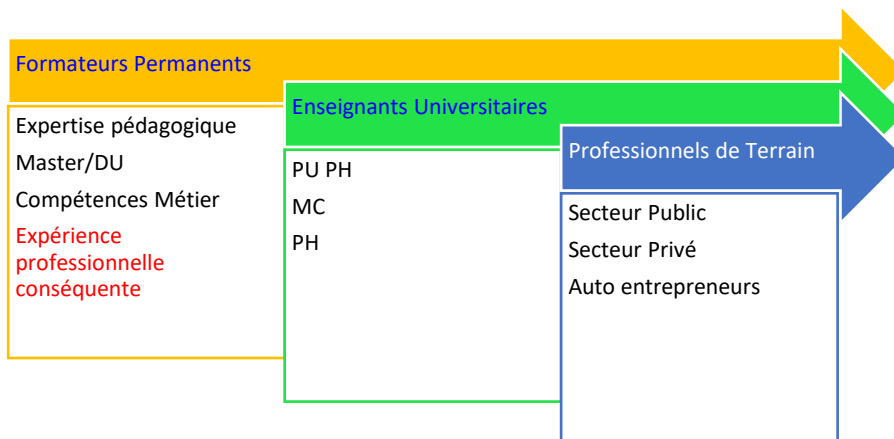 Formateurs Permanents
Expertise pédagogique
Master/DU
Compétences Métier
Expérience
professionnelle
conséquente
Enseignants Universitaires
PU PH
MC
PH
Professionnels de Terrain
Secteur Public
Secteur Privé
Auto entrepreneurs